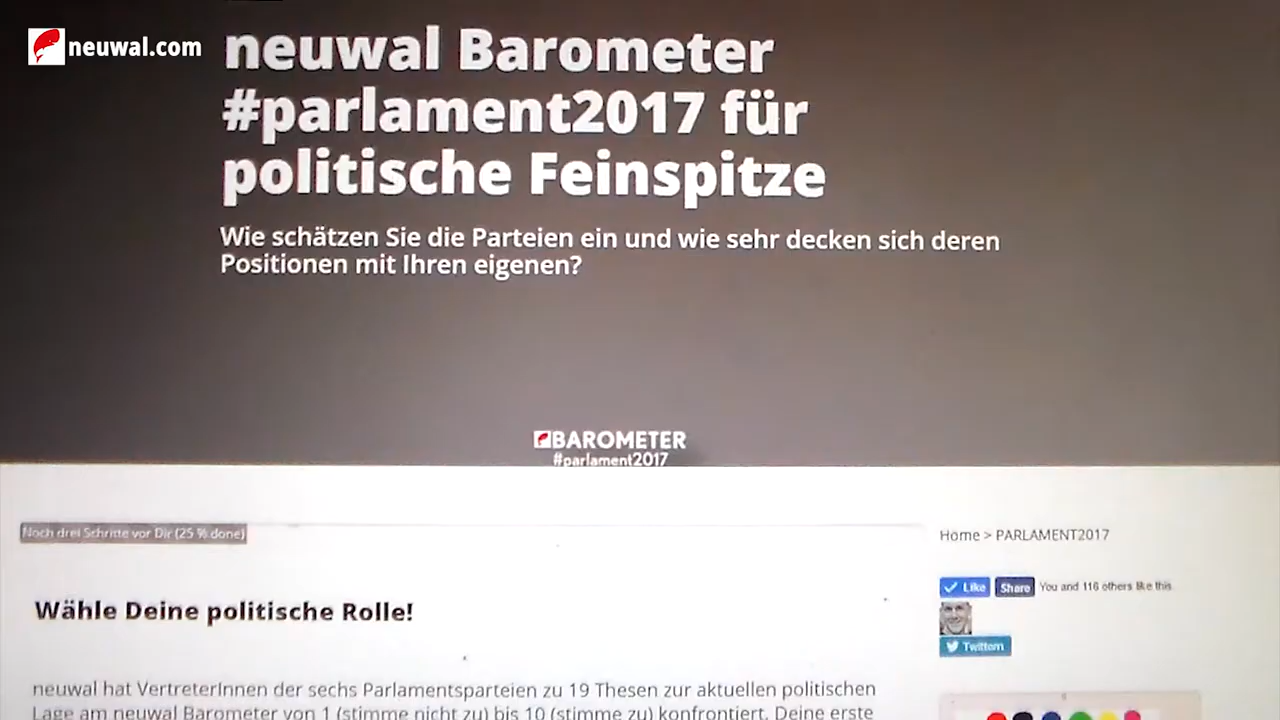 neuwal.com
neuwal Barometer
#parlament2017 für
politische Feinspitze
Wie schätzen Sie die Parteien ein und wie sehr decken sich deren
Positionen mit Ihren eigenen?
BAROMETER
#parlament2017
Noch drei Schritte vor Dir (25 % done)
Home > PARLAMENT2017
Like Share You and 116 others like this
Twittern
Wähle Deine politische Rolle!
neuwal hat VertreterInnen der sechs Parlamentsparteien zu 19 Thesen zur aktuellen politischen
Lage am neuwal Barometer von 1 (stimme nicht zu) bis 10 (stimme zu) konfrontiert. Deine erste